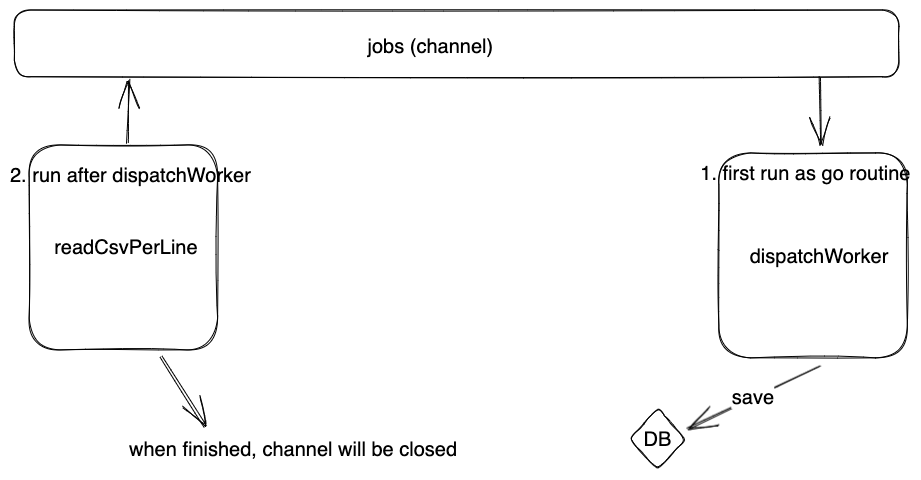 jobs (channel)
2. run after dispatchWorker
1. first run as go routine
readCsvPerLine
dispatchWorker
save
DB
when finished, channel will be closed